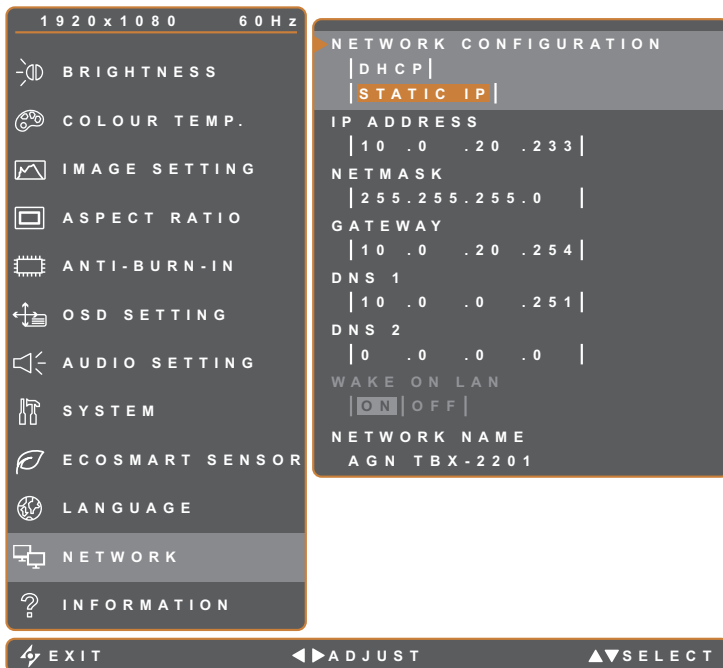 1920x1080 60Hz
BRIGHTNESS
COLOUR TEMP.
IMAGE SETTING
ASPECT RATIO
ANTI-BURN-IN
OSD SETTING
AUDIO SETTING
SYSTEM
ECOSMART SENSOR
LANGUAGE
NETWORK
INFORMATION
NETWORK CONFIGURATION
DHCP
STATIC IP
IP ADDRESS
10 .0 .20 .233
NETMASK
255.255.255.0
GATEWAY
10 .0 .20 .254
DNS 1
10 .0 .0 .251
DNS 2
0 .0 .0 .0
WAKE ON LAN
ON OFF
NETWORK NAME
AGN TBX-2201
EXIT ADJUST SELECT